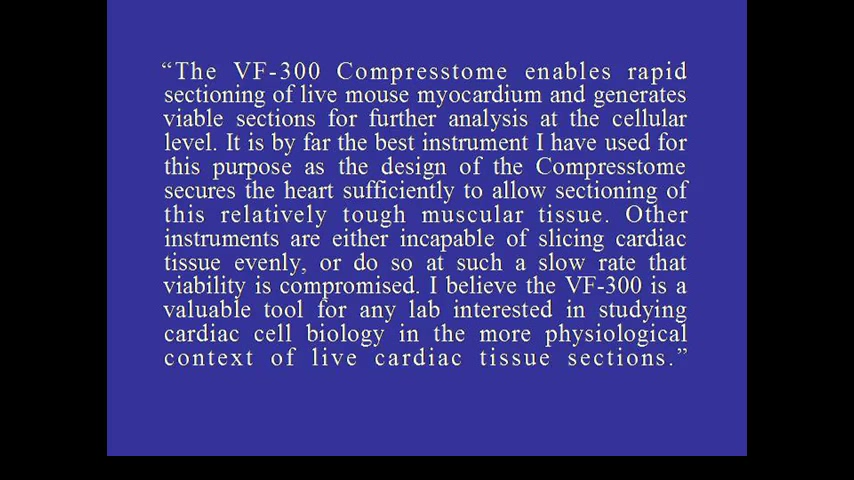 “The VF-300 Compresstome enables rapid
sectioning of live mouse myocardium and generates
viable sections for further analysis at the cellular
level. It is by far the best instrument I have used for
this purpose as the design of the Compresstome
secures the heart sufficiently to allow sectioning of
this relatively tough muscular tissue. Other
instruments are either incapable of slicing cardiac
tissue evenly, or do so at such a slow rate that
viability is compromised. I believe the VF-300 is a
valuable tool for any lab interested in studying
cardiac cell biology in the more physiological
context of live cardiac tissue sections.”